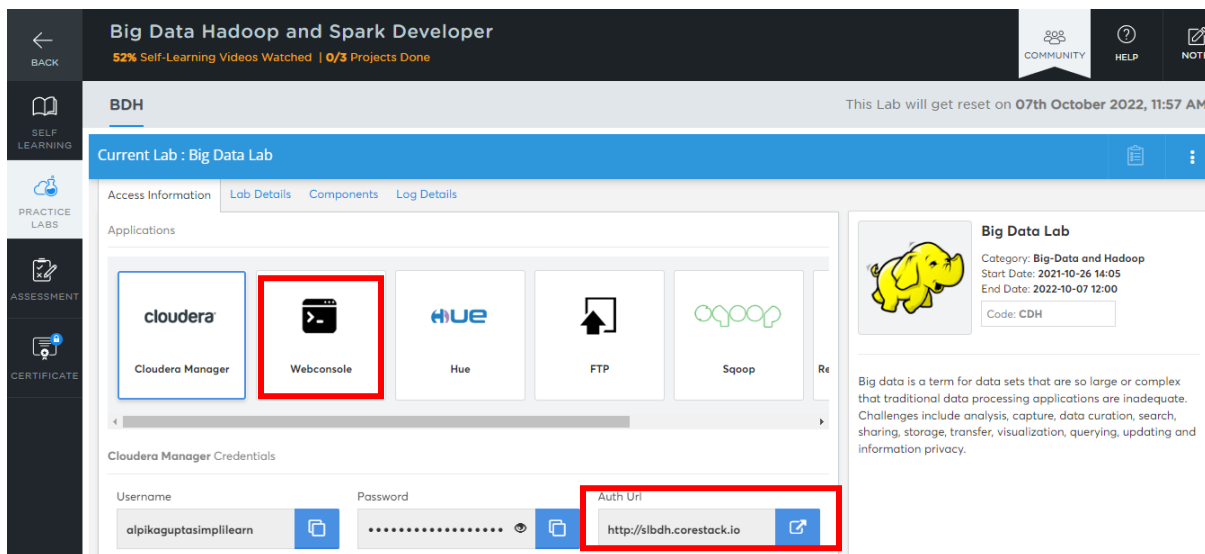 BACK
Big Data Hadoop and Spark Developer
52% Self-Learning Videos Watched | 0/3 Projects Done
COMMUNITY
HELP
SELF
LEARNING
PRACTICE
LABS
ASSESSMENT
CERTIFICATE
BDH
This Lab will get reset on 07th October 2022, 11:57 AM
Current Lab : Big Data Lab
Access Information Lab Details Components Log Details
Applications
cloudera
Cloudera Manager
Webconsole
HUE
Hue
FTP
sqoop
Sqoop
Cloudera Manager Credentials
Username
alpikaguptasimplilearn
Password
Auth Url
http://slbdh.corestack.io
Big Data Lab
Category: Big-Data and Hadoop
Start Date: 2021-10-26 14:05
End Date: 2022-10-07 12:00
Code: CDH
Big data is a term for data sets that are so large or complex
that traditional data processing applications are inadequate.
Challenges include analysis, capture, data curation, search,
sharing, storage, transfer, visualization, querying, updating and
information privacy.